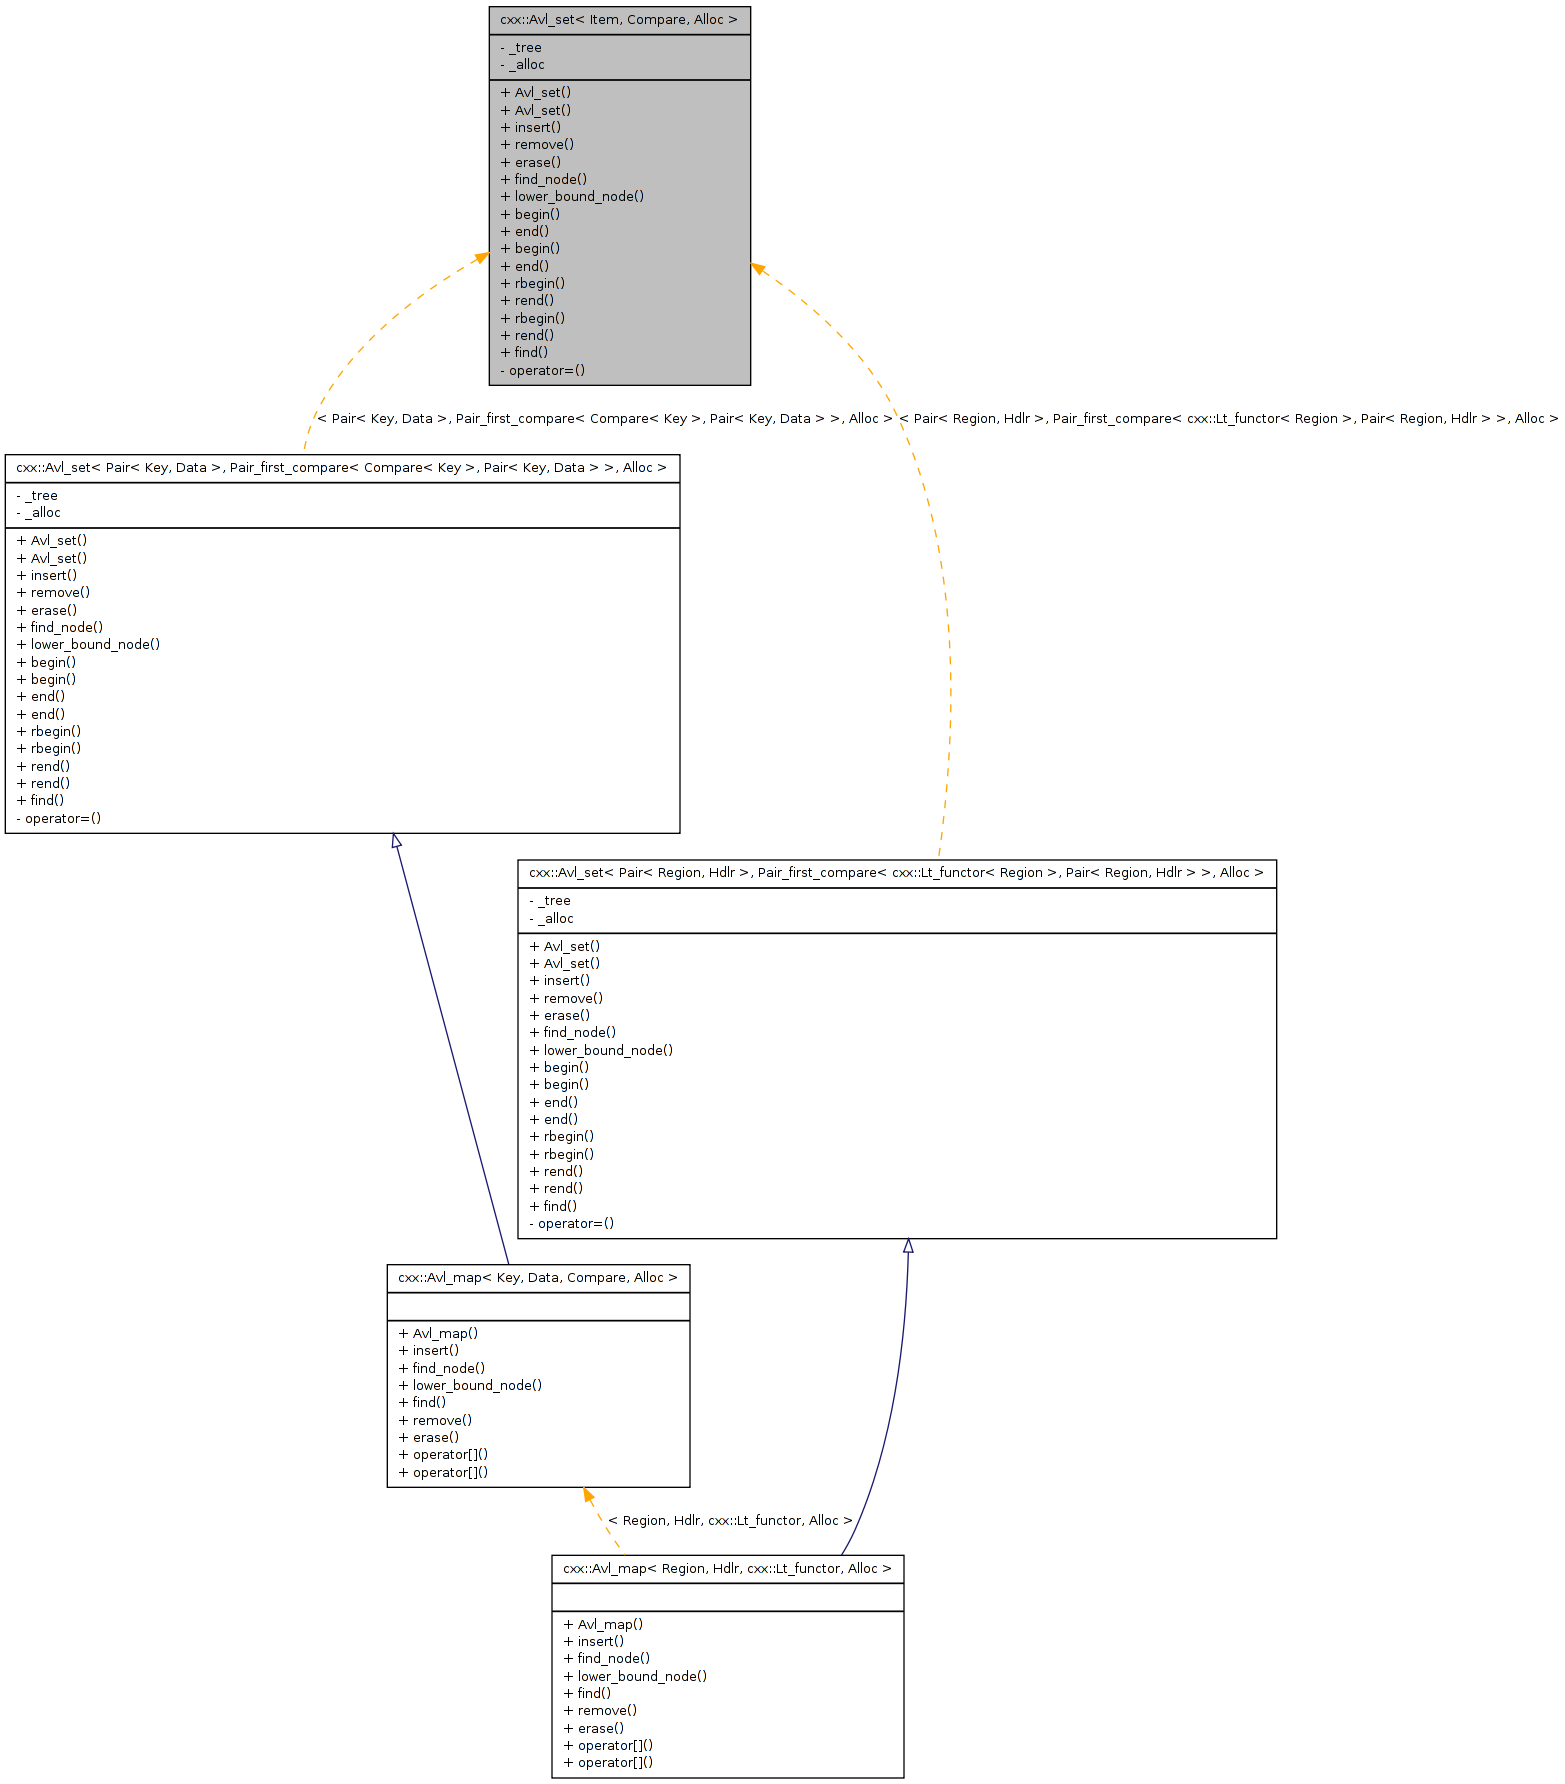 cxx::Avl_set< Item, Compare, Alloc >
- _tree
- _alloc
+ Avl_set()
+ Avl_set()
+ insert()
+ remove()
+ erase()
+ find_node()
+ lower_bound_node()
+ begin()
+ end()
+ begin()
+ end()
+ rbegin()
+ rend()
+ rbegin()
+ rend()
+ find()
- operator=()
< Pair< Key, Data >, Pair_first_compare< Compare< Key >, Pair< Key, Data > >, Alloc >
< Pair< Region, Hdlr >, Pair_first_compare< cxx::Lt_functor< Region >, Pair< Region, Hdlr > >, Alloc >
cxx::Avl_set< Pair< Key, Data >, Pair_first_compare< Compare< Key >, Pair< Key, Data > >, Alloc >
- _tree
- _alloc
+ Avl_set()
+ Avl_set()
+ insert()
+ remove()
+ erase()
+ find_node()
+ lower_bound_node()
+ begin()
+ begin()
+ end()
+ end()
+ rbegin()
+ rbegin()
+ rend()
+ rend()
+ find()
- operator=()
cxx::Avl_set< Pair< Region, Hdlr >, Pair_first_compare< cxx::Lt_functor< Region >, Pair< Region, Hdlr > >, Alloc >
- _tree
- _alloc
+ Avl_set()
+ Avl_set()
+ insert()
+ remove()
+ erase()
+ find_node()
+ lower_bound_node()
+ begin()
+ begin()
+ end()
+ end()
+ rbegin()
+ rbegin()
+ rend()
+ rend()
+ find()
- operator=()
cxx::Avl_map< Key, Data, Compare, Alloc >
+ Avl_map()
+ insert()
+ find_node()
+ lower_bound_node()
+ find()
+ remove()
+ erase()
+ operator[]()
+ operator[]()
< Region, Hdlr, cxx::Lt_functor, Alloc >
cxx::Avl_map< Region, Hdlr, cxx::Lt_functor, Alloc >
+ Avl_map()
+ insert()
+ find_node()
+ lower_bound_node()
+ find()
+ remove()
+ erase()
+ operator[]()
+ operator[]()